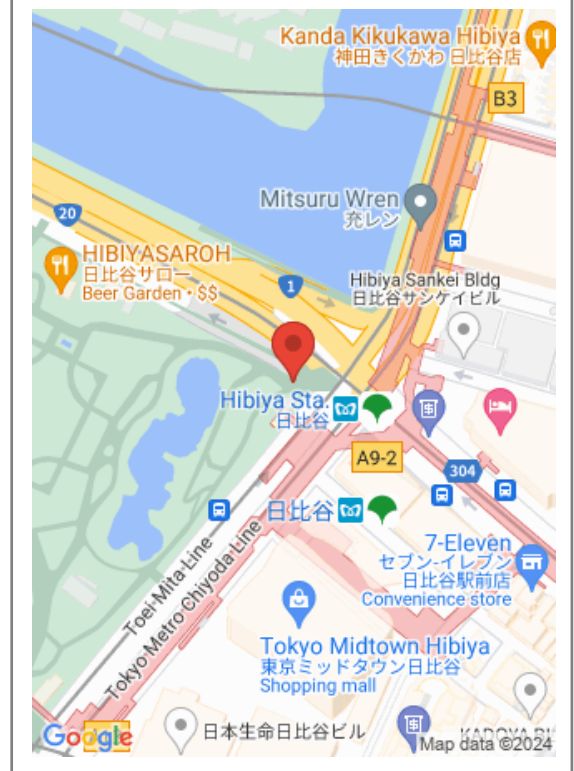 Kanda Kikukawa Hibiya
神田きくかわ 日比谷店
B3
Mitsuru Wren
充レン
20
HIBIYASAROH
日比谷サロー
Beer Garden · $$
1
Hibiya Sankei Bldg
日比谷サンケイビル
Hibiya Sta.
日比谷
A9-2
304
日比谷
7-Eleven
セブン-イレブン
日比谷駅前店
Convenience store
Toei-Mita-Line
Tokyo Metro Chiyoda Line
Tokyo Midtown Hibiya
東京ミッドタウン日比谷
Shopping mall
Google
日本生命日比谷ビル
Map data ©2024